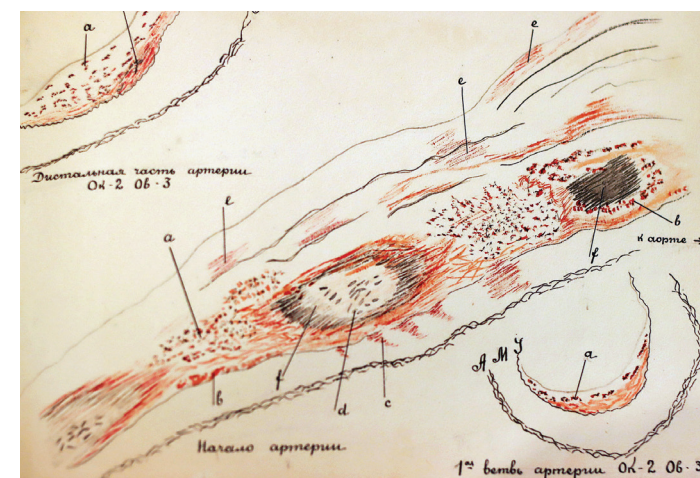 a
e
e
Дистальная часть артерии
Ок-2 Об-3
e
a
b
к аорте →
f
А М У
a
f
b
d
c
Начало артерии
1ая ветвь артерии Ок-2 Об-3